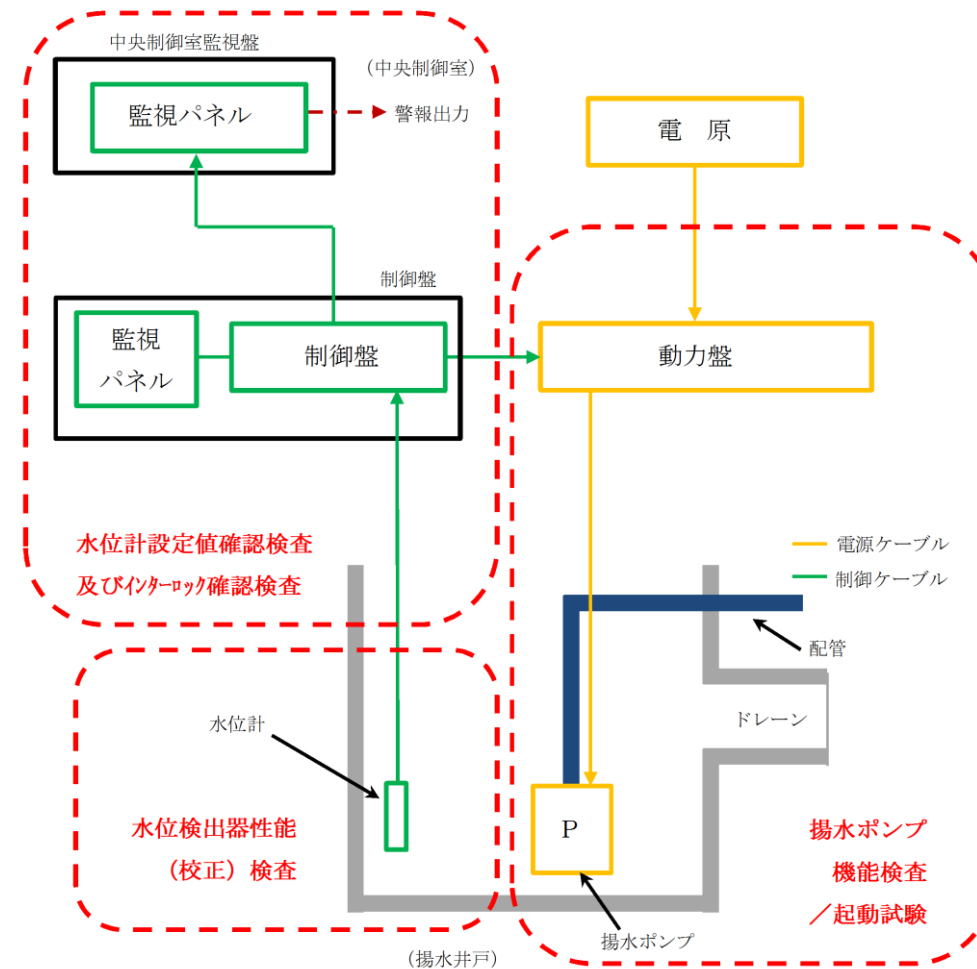 中央制御室監視盤
(中央制御室)
監視パネル
警報出力
電 原
制御盤
監視
パネル
制御盤
動力盤
水位計設定値確認検査
及びインターロック確認検査
電源ケーブル
制御ケーブル
配管
水位計
ドレーン
水位検出器性能
(校正)検査
P
揚水ポンプ
機能検査
/起動試験
揚水ポンプ
(揚水井戸)